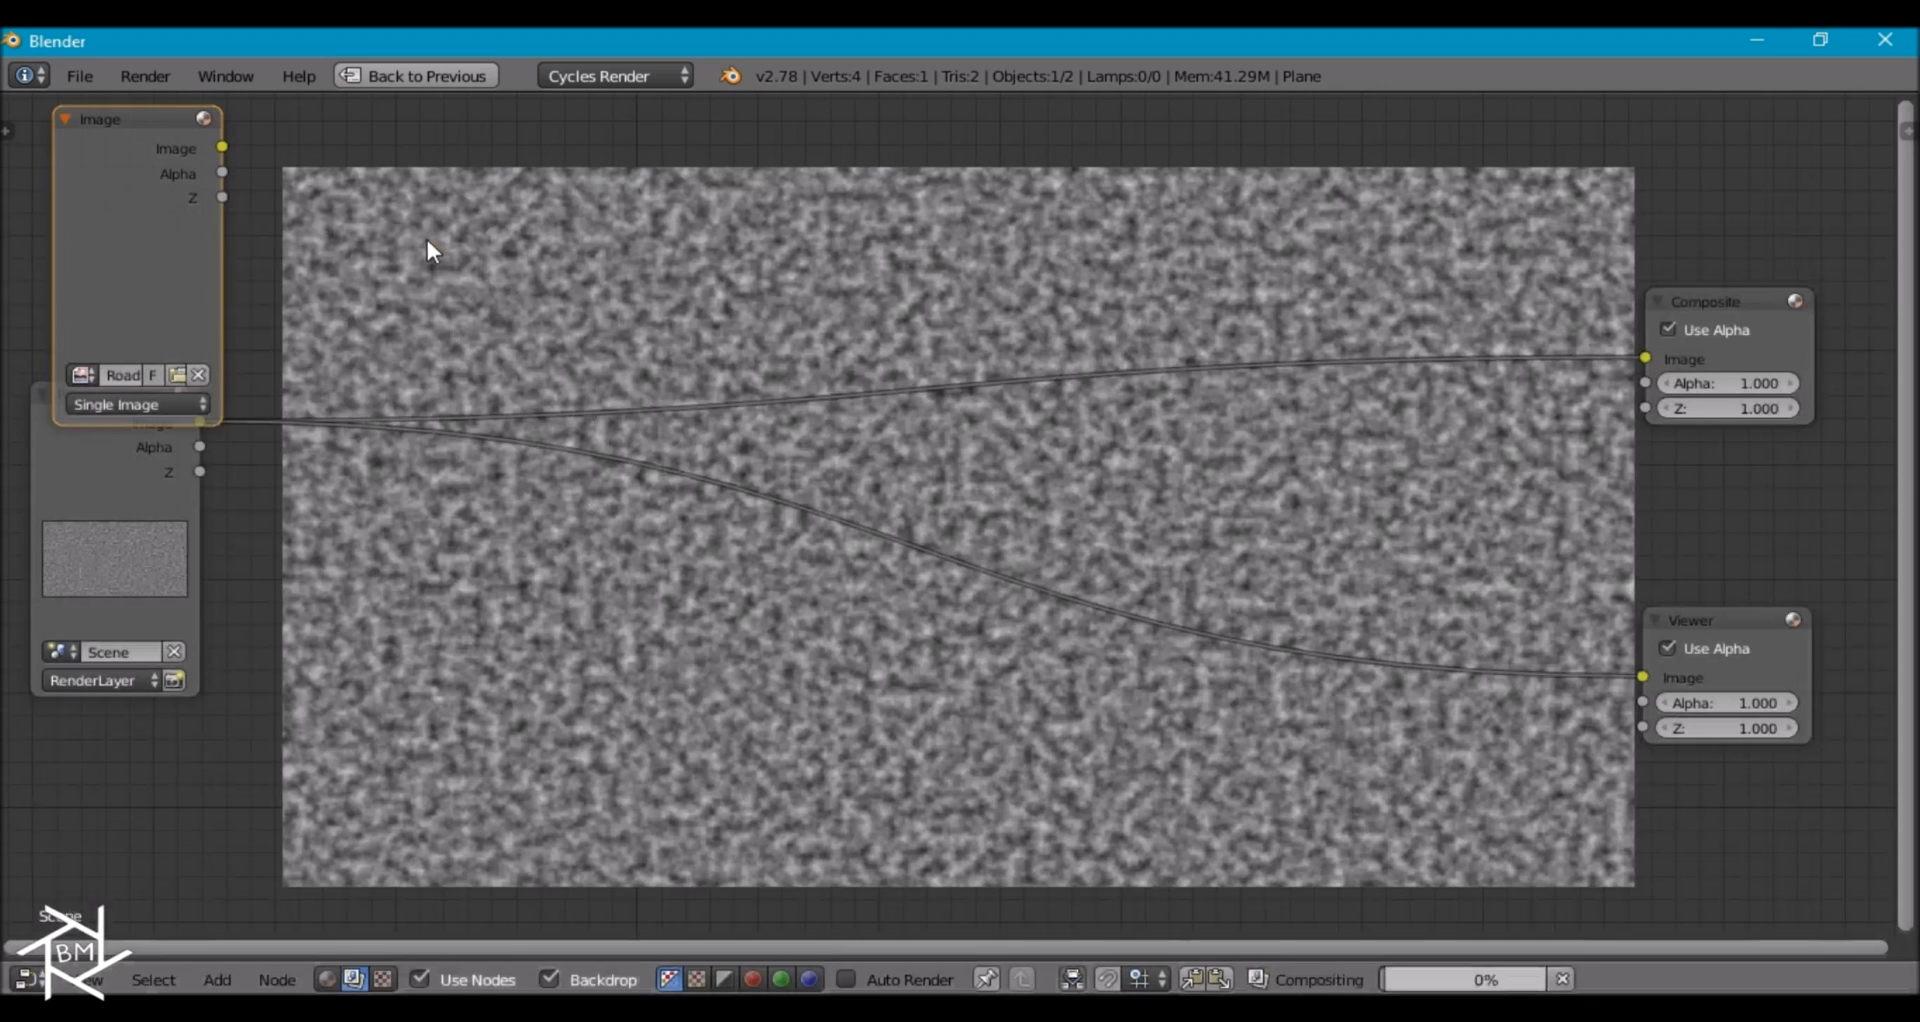 Blender
File Render Window Help Back to Previous Cycles Render v2.78 | Verts:4 | Faces:1 | Tris:2 | Objects:1/2 | Lamps:0/0 | Mem:41.29M | Plane
Image
Image
Alpha
Z
Road F
Single Image
Image
Alpha
Z
Scene
RenderLayer
Composite
Use Alpha
Image
Alpha: 1.000
Z: 1.000
Viewer
Use Alpha
Image
Alpha: 1.000
Z: 1.000
Scene
BM
Select Add Node Use Nodes Backdrop Auto Render Compositing 0%